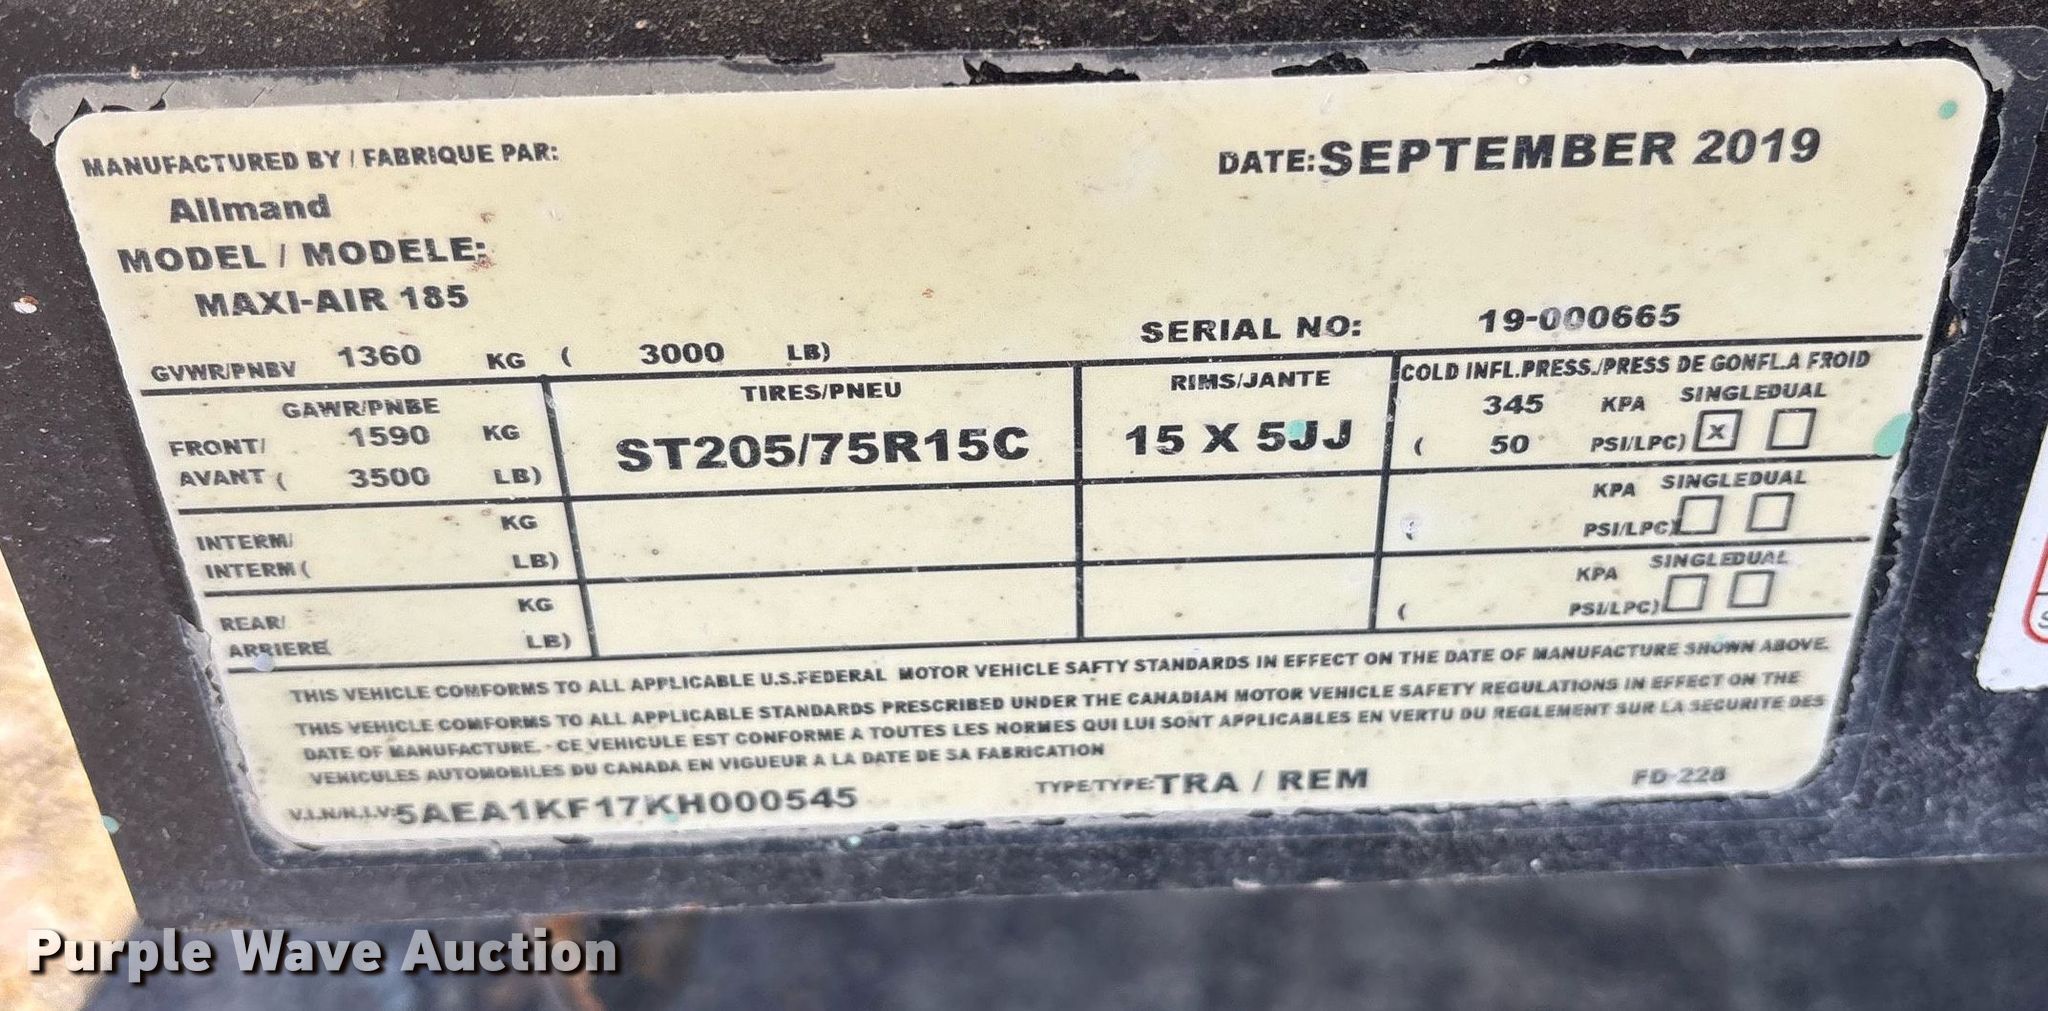 MANUFACTURED BY / FABRIQUE PAR:
DATE:SEPTEMBER 2019
Allmand
MODEL / MODELE:
MAXI-AIR 185
SERIAL NO: 19-000665
GVWR/PNBV 1360 KG ( 3000 LB)
GAWR/PNBE TIRES/PNEU RIMS/JANTE COLD INFL.PRESS./PRESS DE GONFL.A FROID
FRONT/ 1590 KG ST205/75R15C 15 X 5JJ 345 KPA SINGLEDUAL
AVANT ( 3500 LB) ( 50 PSI/LPC) X
INTERM/ KG KPA SINGLEDUAL
INTERM ( LB) ( PSI/LPC)
REAR/ KG KPA SINGLEDUAL
ARRIERE LB) ( PSI/LPC)
THIS VEHICLE COMFORMS TO ALL APPLICABLE U.S.FEDERAL MOTOR VEHICLE SAFTY STANDARDS IN EFFECT ON THE DATE OF MANUFACTURE SHOWN ABOVE.
THIS VEHICLE COMFORMS TO ALL APPLICABLE STANDARDS PRESCRIBED UNDER THE CANADIAN MOTOR VEHICLE SAFETY REGULATIONS IN EFFECT ON THE
DATE OF MANUFACTURE. - CE VEHICULE EST CONFORME A TOUTES LES NORMES QUI LUI SONT APPLICABLES EN VERTU DU REGLEMENT SUR LA SECURITE DES
VEHICULES AUTOMOBILES DU CANADA EN VIGUEUR A LA DATE DE SA FABRICATION
V.I.N/N.I.V:5AEA1KF17KH000545 TYPE/TYPE:TRA / REM FD-228
Purple Wave Auction